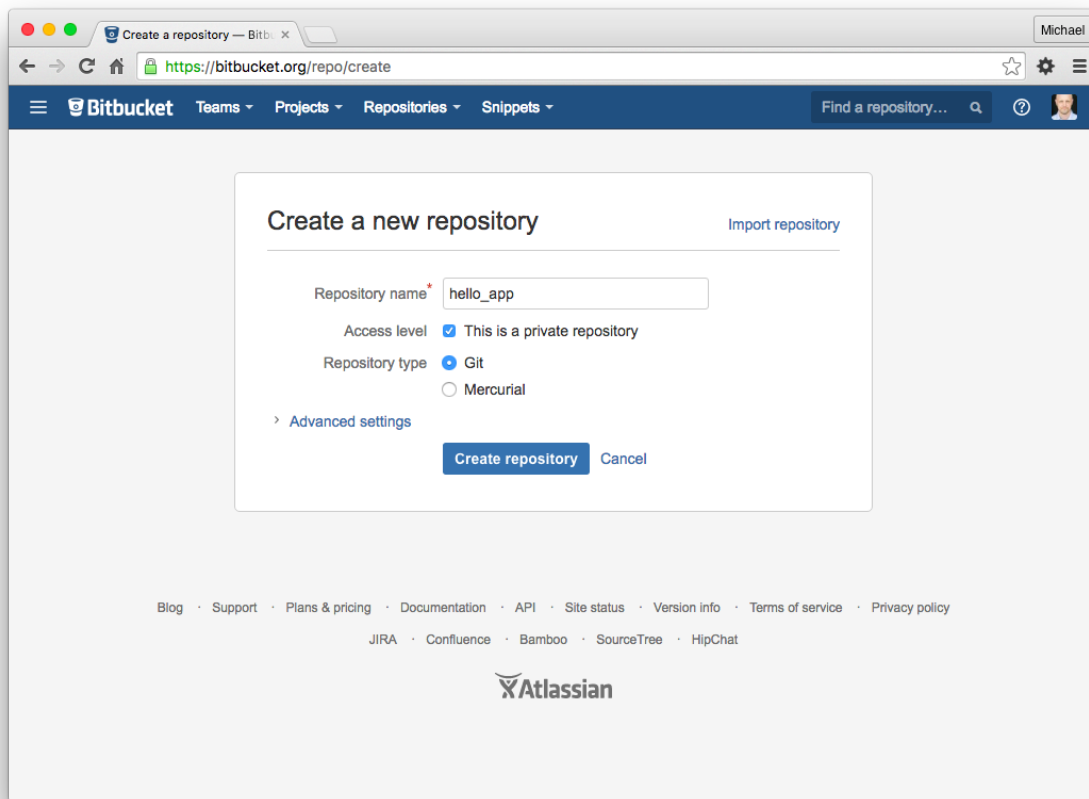 Create a repository — Bitb
Michael
https://bitbucket.org/repo/create
Bitbucket Teams Projects Repositories Snippets Find a repository...
Create a new repository Import repository
Repository name* hello_app
Access level This is a private repository
Repository type Git
Mercurial
Advanced settings
Create repository Cancel
Blog · Support · Plans & pricing · Documentation · API · Site status · Version info · Terms of service · Privacy policy
JIRA · Confluence · Bamboo · SourceTree · HipChat
Atlassian